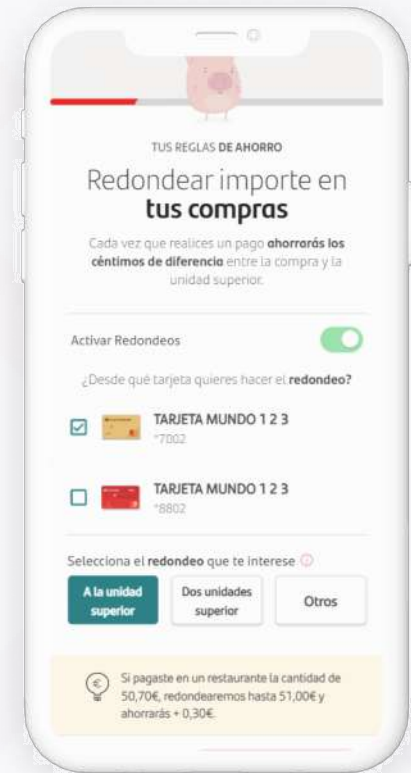 TUS REGLAS DE AHORRO
Redondear importe en
tus compras
Cada vez que realices un pago ahorrarás los
céntimos de diferencia entre la compra y la
unidad superior.
Activar Redondeos
¿Desde qué tarjeta quieres hacer el redondeo?
TARJETA MUNDO 1 2 3
*7002
TARJETA MUNDO 1 2 3
*8802
Selecciona el redondeo que te interese
A la unidad
superior
Dos unidades
superior
Otros
Si pagaste en un restaurante la cantidad de
50,70€, redondearemos hasta 51,00€ y
ahorrarás + 0,30€.